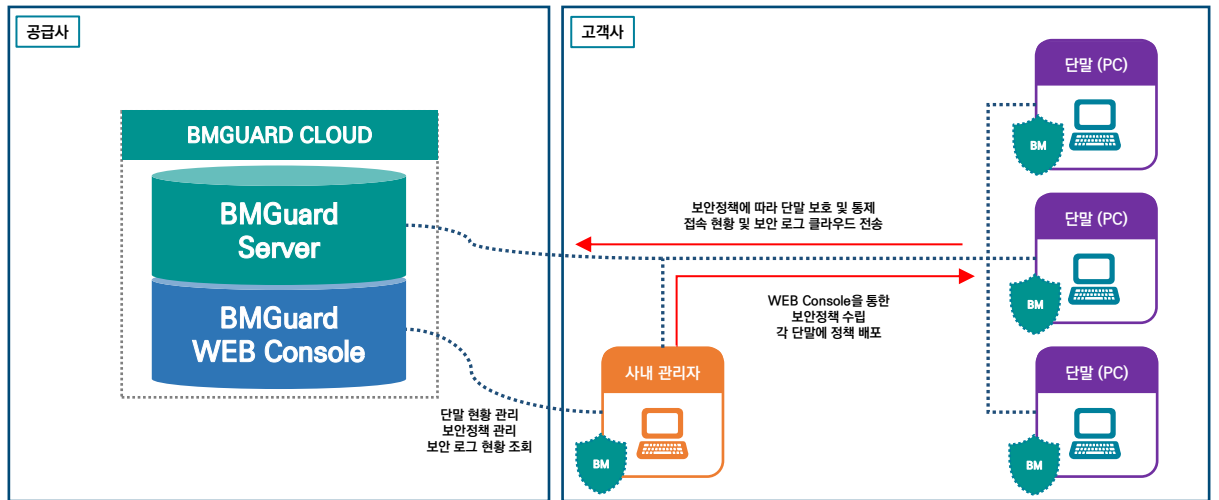 공급사
BMGUARD CLOUD
BMGuard
Server
BMGuard
WEB Console
단말 현황 관리
보안정책 관리
보안 로그 현황 조회
고객사
보안정책에 따라 단말 보호 및 통제
접속 현황 및 보안 로그 클라우드 전송
WEB Console을 통한
보안정책 수립
각 단말에 정책 배포
사내 관리자
BM
단말 (PC)
BM
단말 (PC)
BM
단말 (PC)
BM